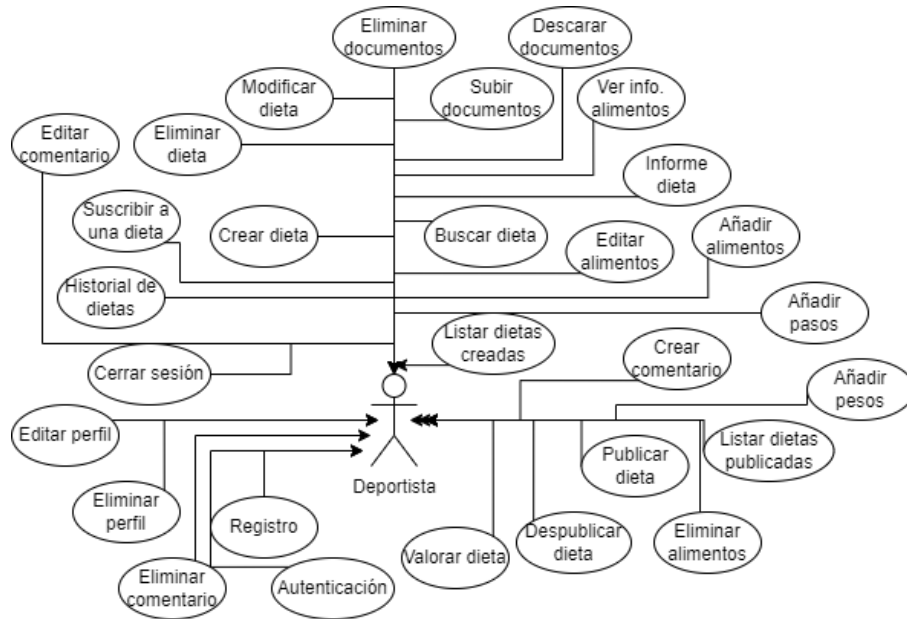 Eliminar
documentos
Descarar
documentos
Modificar
dieta
Subir
documentos
Ver info.
alimentos
Editar
comentario
Eliminar
dieta
Informe
dieta
Suscribir a
una dieta
Crear dieta
Buscar dieta
Editar
alimentos
Añadir
alimentos
Historial de
dietas
Añadir
pasos
Listar dietas
creadas
Crear
comentario
Cerrar sesión
Añadir
pesos
Editar perfil
Deportista
Publicar
dieta
Listar dietas
publicadas
Eliminar
perfil
Registro
Valorar dieta
Despublicar
dieta
Eliminar
alimentos
Eliminar
comentario
Autenticación